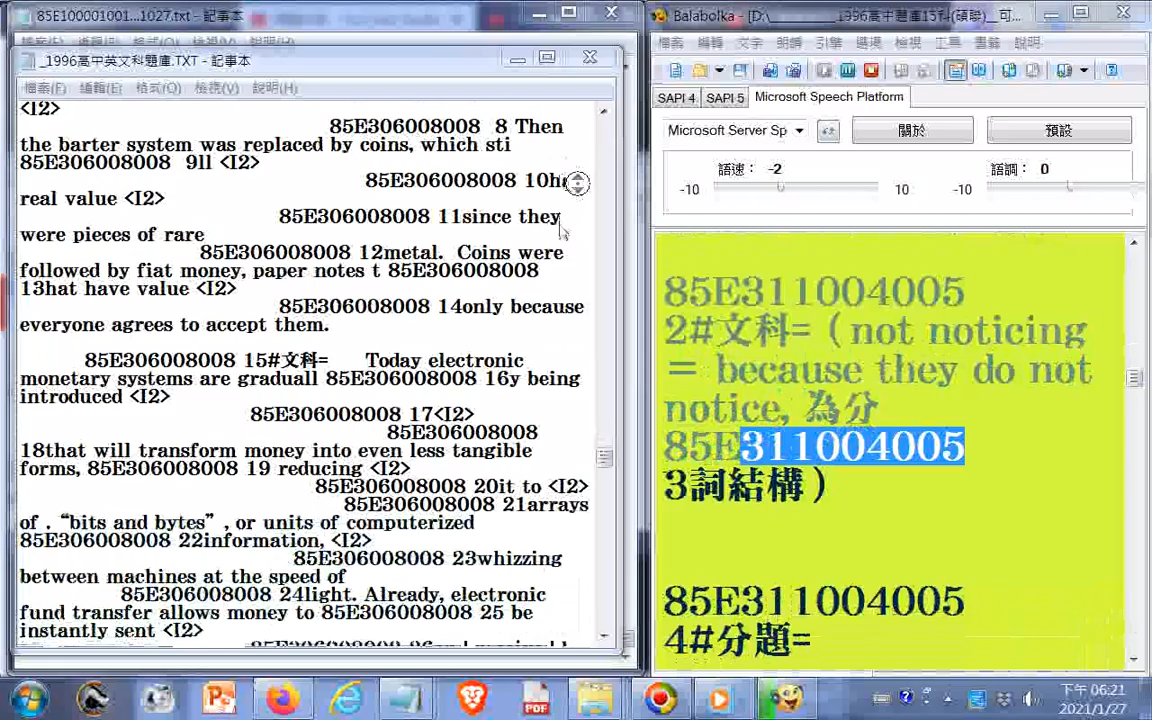 85E100001001...1027.txt - 記事本
_1996高中英文科題庫.TXT - 記事本
檔案(F) 編輯(E) 格式(O) 檢視(V) 說明(H)
<I2>
85E306008008  8 Then
the barter system was replaced by coins, which sti
85E306008008  9ll <I2>
85E306008008 10h
real value <I2>
85E306008008 11since they
were pieces of rare
85E306008008 12metal.  Coins were
followed by fiat money, paper notes t 85E306008008
13hat have value <I2>
85E306008008 14only because
everyone agrees to accept them.
85E306008008 15#文科=    Today electronic
monetary systems are graduall 85E306008008 16y being
introduced <I2>
85E306008008 17<I2>
85E306008008
18that will transform money into even less tangible
forms, 85E306008008 19 reducing <I2>
85E306008008 20it to <I2>
85E306008008 21arrays
of . “bits and bytes” , or units of computerized
85E306008008 22information, <I2>
85E306008008 23whizzing
between machines at the speed of
85E306008008 24light. Already, electronic
fund transfer allows money to 85E306008008 25 be
instantly sent <I2>
Balabolka - [D:\________1996高中題庫15科(碩聯)__可...
檔案 編輯 文字 朗讀 引擎 選項 檢視 工具 書籤 說明
SAPI 4 SAPI 5 Microsoft Speech Platform
Microsoft Server Sp 關於 預設
語速: -2 語調: 0
-10 10 -10
85E311004005
2#文科=（not noticing
＝ because they do not
notice, 為分
85E311004005
3詞結構）
85E311004005
4#分題=
PDF
下午 06:21
2021/1/27